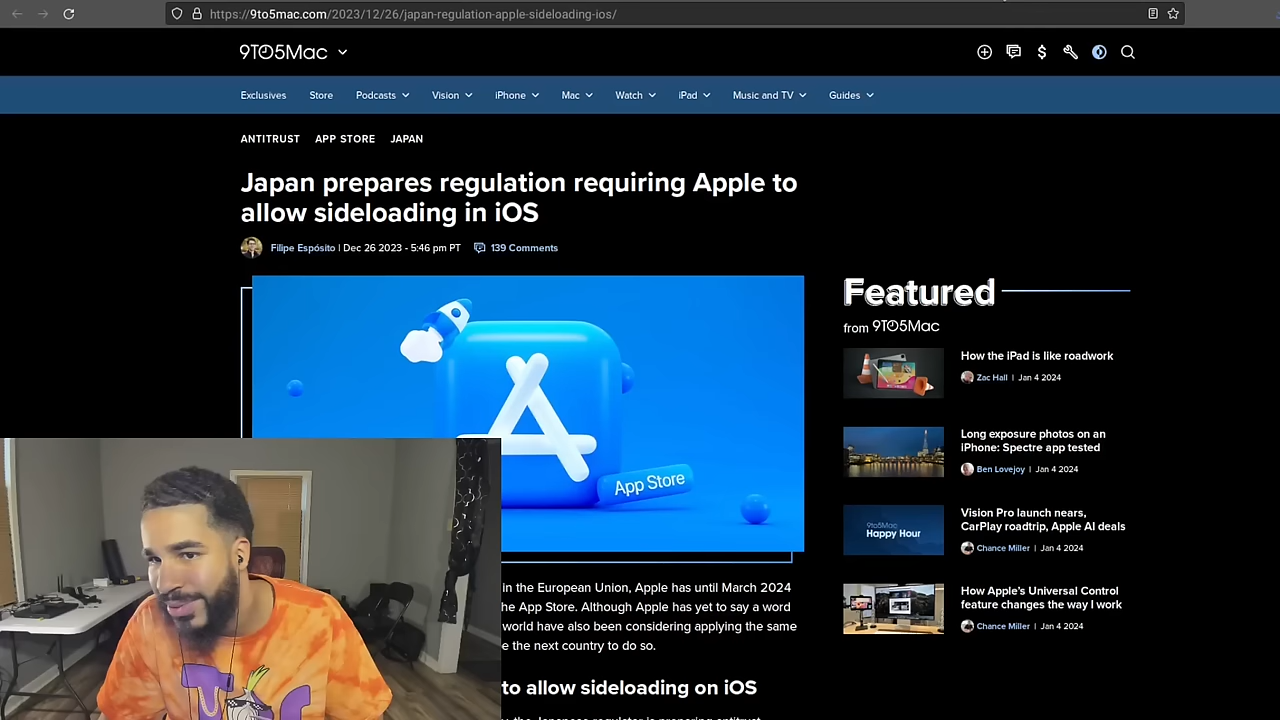 https://9to5mac.com/2023/12/26/japan-regulation-apple-sideloading-ios/
9TO5Mac
Exclusives Store Podcasts Vision iPhone Mac Watch iPad Music and TV Guides
ANTITRUST APP STORE JAPAN
Japan prepares regulation requiring Apple to
allow sideloading in iOS
Filipe Espósito | Dec 26 2023 - 5:46 pm PT 139 Comments
App Store
in the European Union, Apple has until March 2024
he App Store. Although Apple has yet to say a word
world have also been considering applying the same
e the next country to do so.
to allow sideloading on iOS
the Japanese regulator is preparing antitrust
Featured
from 9TO5Mac
How the iPad is like roadwork
Zac Hall | Jan 4 2024
Long exposure photos on an
iPhone: Spectre app tested
Ben Lovejoy | Jan 4 2024
9to5Mac
Happy Hour
Vision Pro launch nears,
CarPlay roadtrip, Apple AI deals
Chance Miller | Jan 4 2024
How Apple's Universal Control
feature changes the way I work
Chance Miller | Jan 4 2024